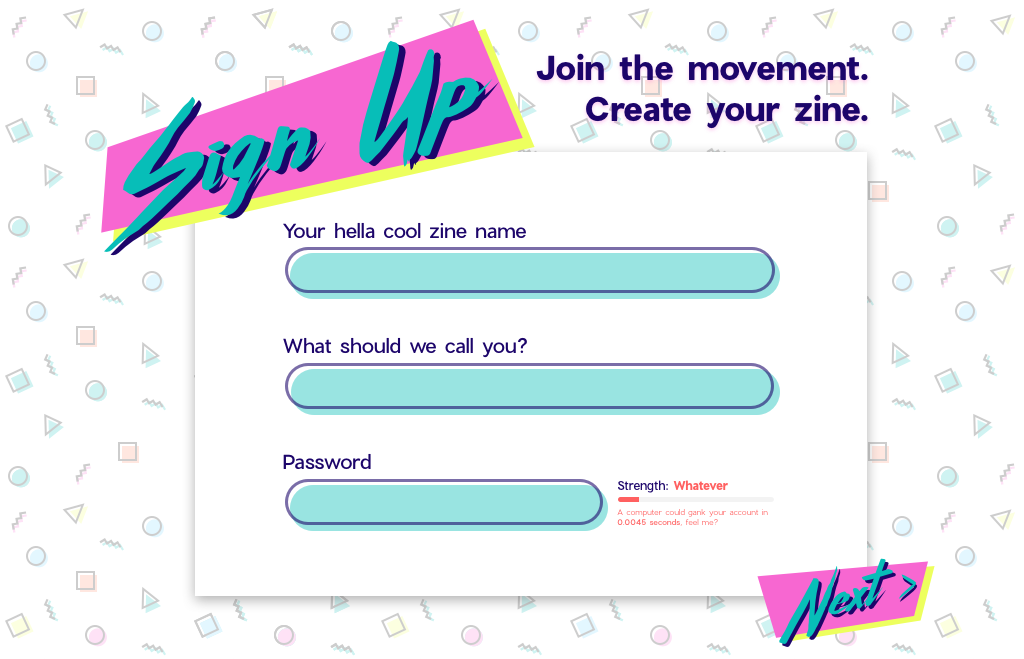 Sign Up
Join the movement.
Create your zine.
Your hella cool zine name
What should we call you?
Password
Strength: Whatever
A computer could gank your account in
0.0045 seconds, feel me?
Next >